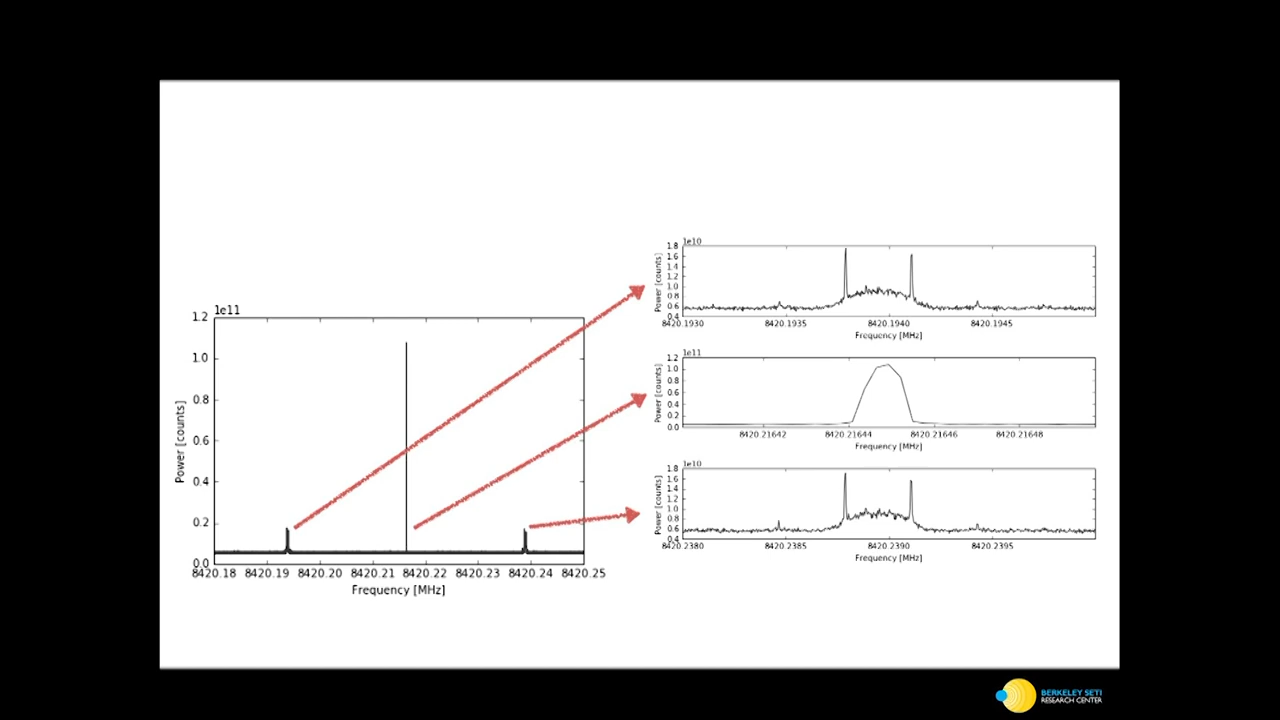 1e11
1.2
1.0
0.8
0.6
0.4
0.2
0.0
Power [counts]
8420.18 8420.19 8420.20 8420.21 8420.22 8420.23 8420.24 8420.25
Frequency [MHz]
1e10
1.8
1.6
1.4
1.2
1.0
0.8
0.6
0.4
Power [counts]
8420.1930 8420.1935 8420.1940 8420.1945
Frequency [MHz]
1e11
1.2
1.0
0.8
0.6
0.4
0.2
0.0
Power [counts]
8420.21642 8420.21644 8420.21646 8420.21648
Frequency [MHz]
1e10
1.8
1.6
1.4
1.2
1.0
0.8
0.6
0.4
Power [counts]
8420.2380 8420.2385 8420.2390 8420.2395
Frequency [MHz]
BERKELEY SETI
RESEARCH CENTER